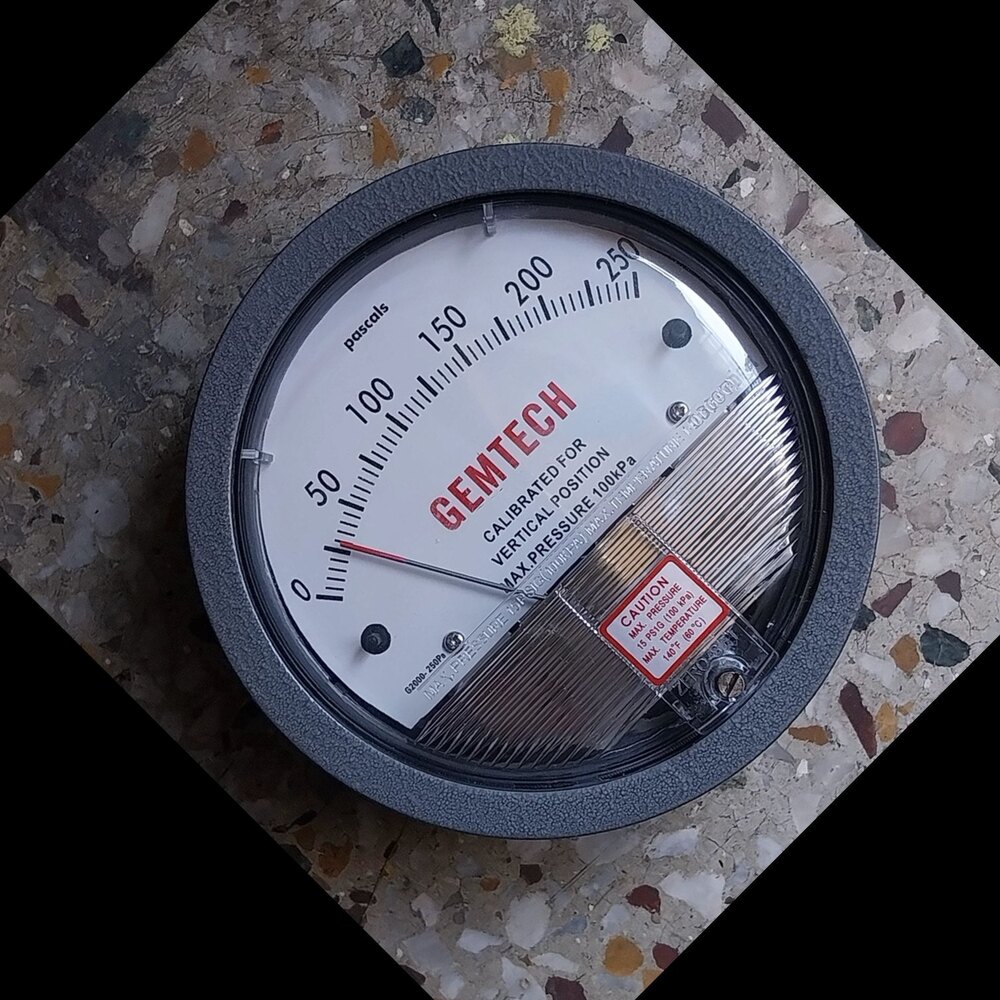 pascals
0
50
100
150
200
250
GEMTECH
CALIBRATED FOR
VERTICAL POSITION
MAX.PRESSURE 100kPa
G2000-250Pa
CAUTION
MAX. PRESSURE
15 PSIG (100 kPa)
MAX. TEMPERATURE
140°F (60°C)